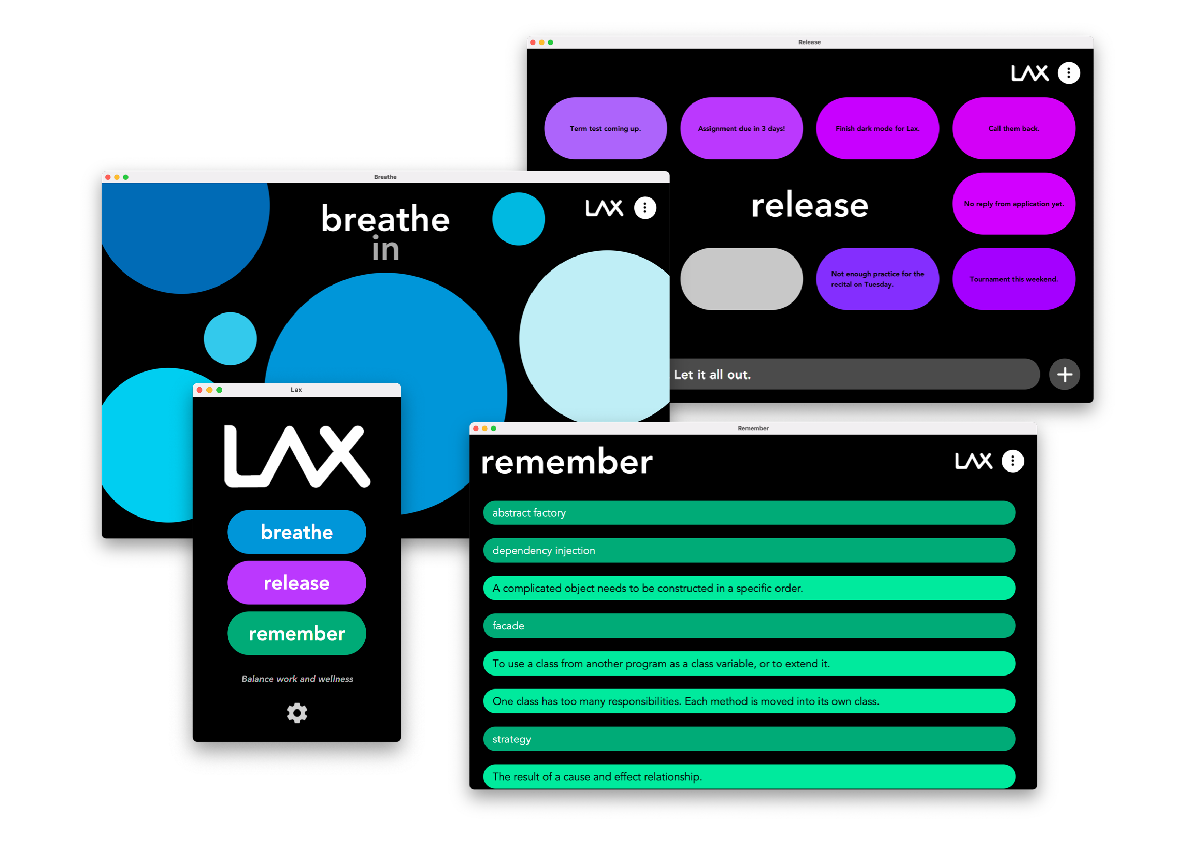 Release
LAX
Term test coming up.
Assignment due in 3 days!
Finish dark mode for Lax.
Call them back.
release
No reply from application yet.
Not enough practice for the
recital on Tuesday.
Tournament this weekend.
Let it all out.
Breathe
LAX
breathe
in
Lax
LAX
breathe
release
remember
Balance work and wellness
Remember
remember
LAX
abstract factory
dependency injection
A complicated object needs to be constructed in a specific order.
facade
To use a class from another program as a class variable, or to extend it.
One class has too many responsibilities. Each method is moved into its own class.
strategy
The result of a cause and effect relationship.